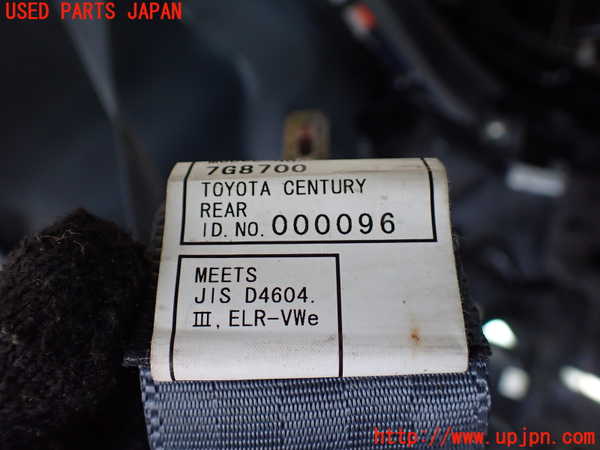 USED PARTS JAPAN
7G8700
TOYOTA CENTURY
REAR
ID. NO. 000096
MEETS
JIS D4604.
III, ELR-VWe
http://www.upjpn.com/